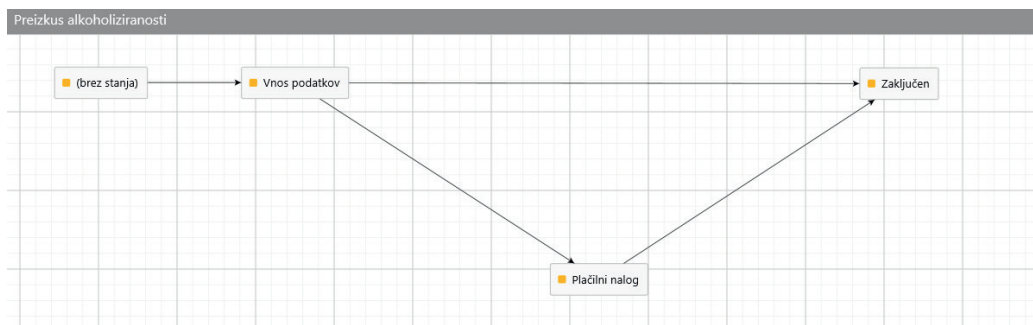 Preizkus alkoholiziranosti
(brez stanja)
Vnos podatkov
Zaključen
Plačilni nalog